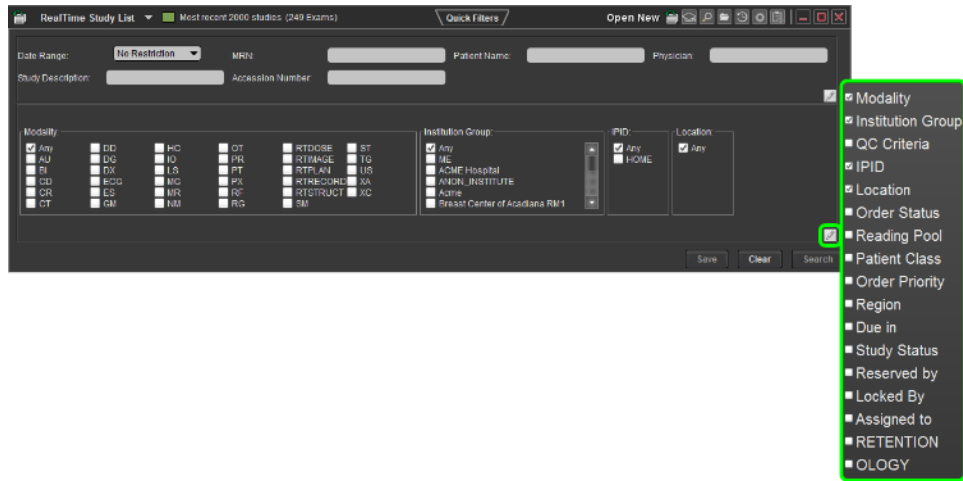 RealTime Study List Most recent 2000 studies (249 Exams) Quick Filters Open New
Date Range: No Restriction MRN: Patient Name: Physician:
Study Description: Accession Number:
Modality Institution Group: IPID: Location:
Any DD HC OT RTDOSE ST Any Any Any
AU DG IO PR RTIMAGE TG ME HOME
BI DX LS PT RTPLAN US ACME Hospital
CD ECG MG PX RTRECORD XA ANON_INSTITUTE
CR ES MR RF RTSTRUCT XC Acme
CT GM NM RG SM Breast Center of Acadiana RM1
Save Clear Search
Modality
Institution Group
QC Criteria
IPID
Location
Order Status
Reading Pool
Patient Class
Order Priority
Region
Due in
Study Status
Reserved by
Locked By
Assigned to
RETENTION
OLOGY